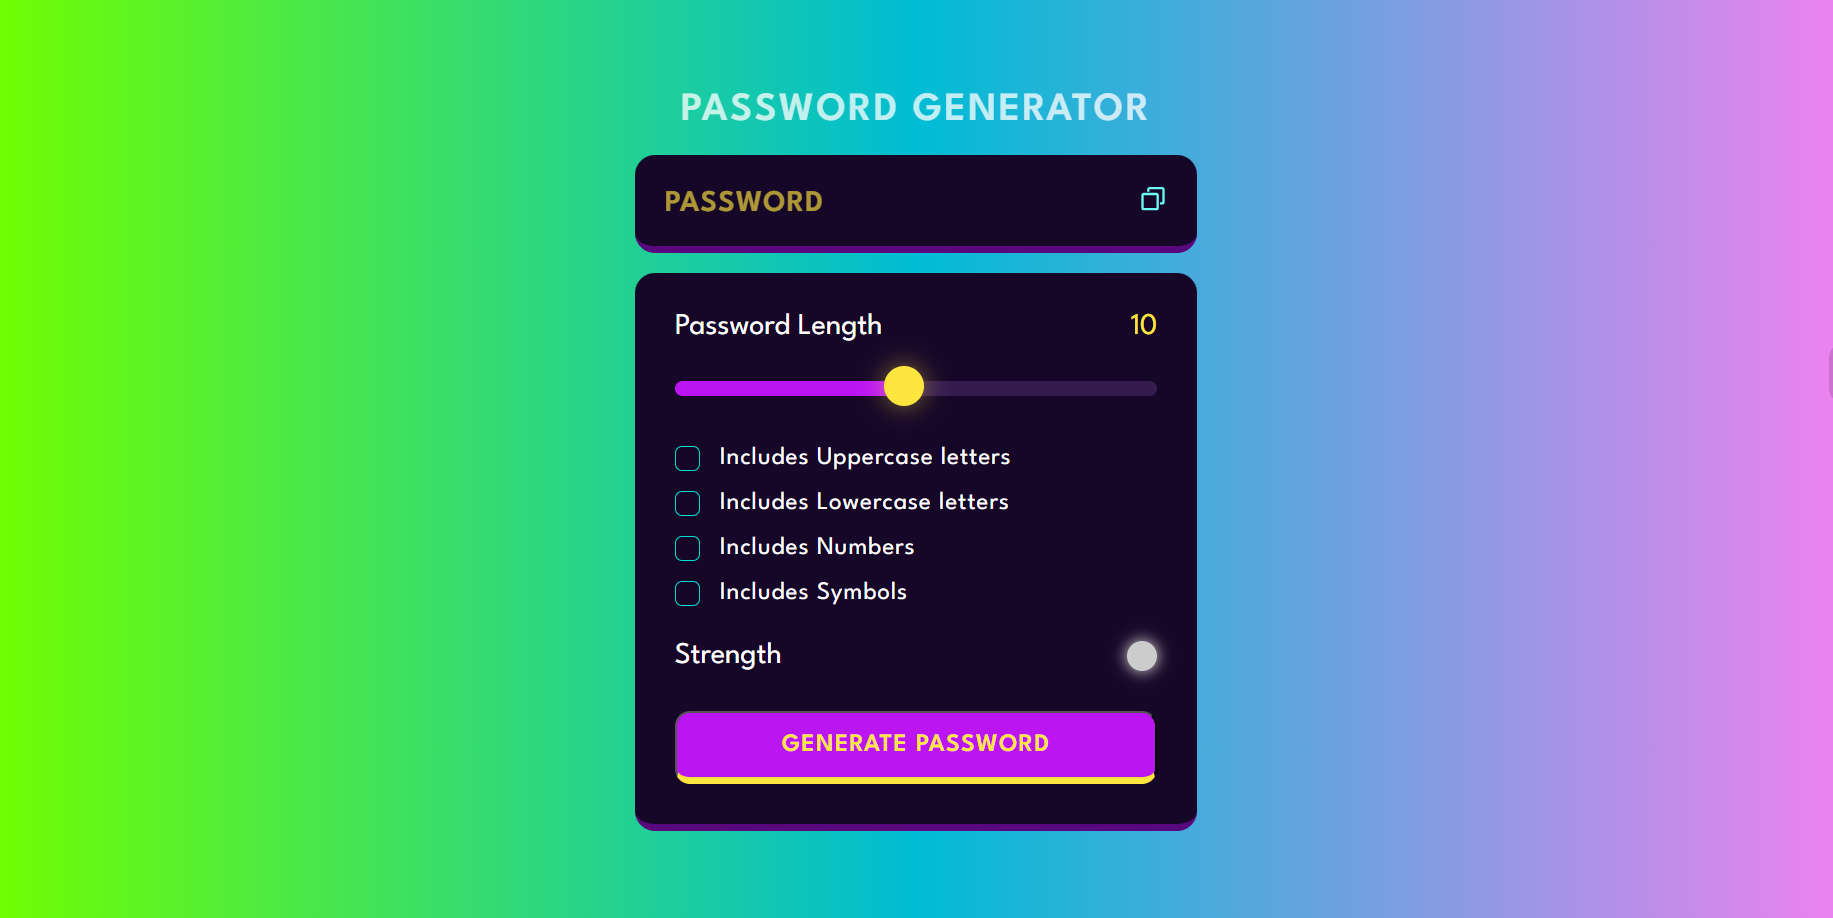 PASSWORD GENERATOR
PASSWORD
Password Length 10
Includes Uppercase letters
Includes Lowercase letters
Includes Numbers
Includes Symbols
Strength
GENERATE PASSWORD